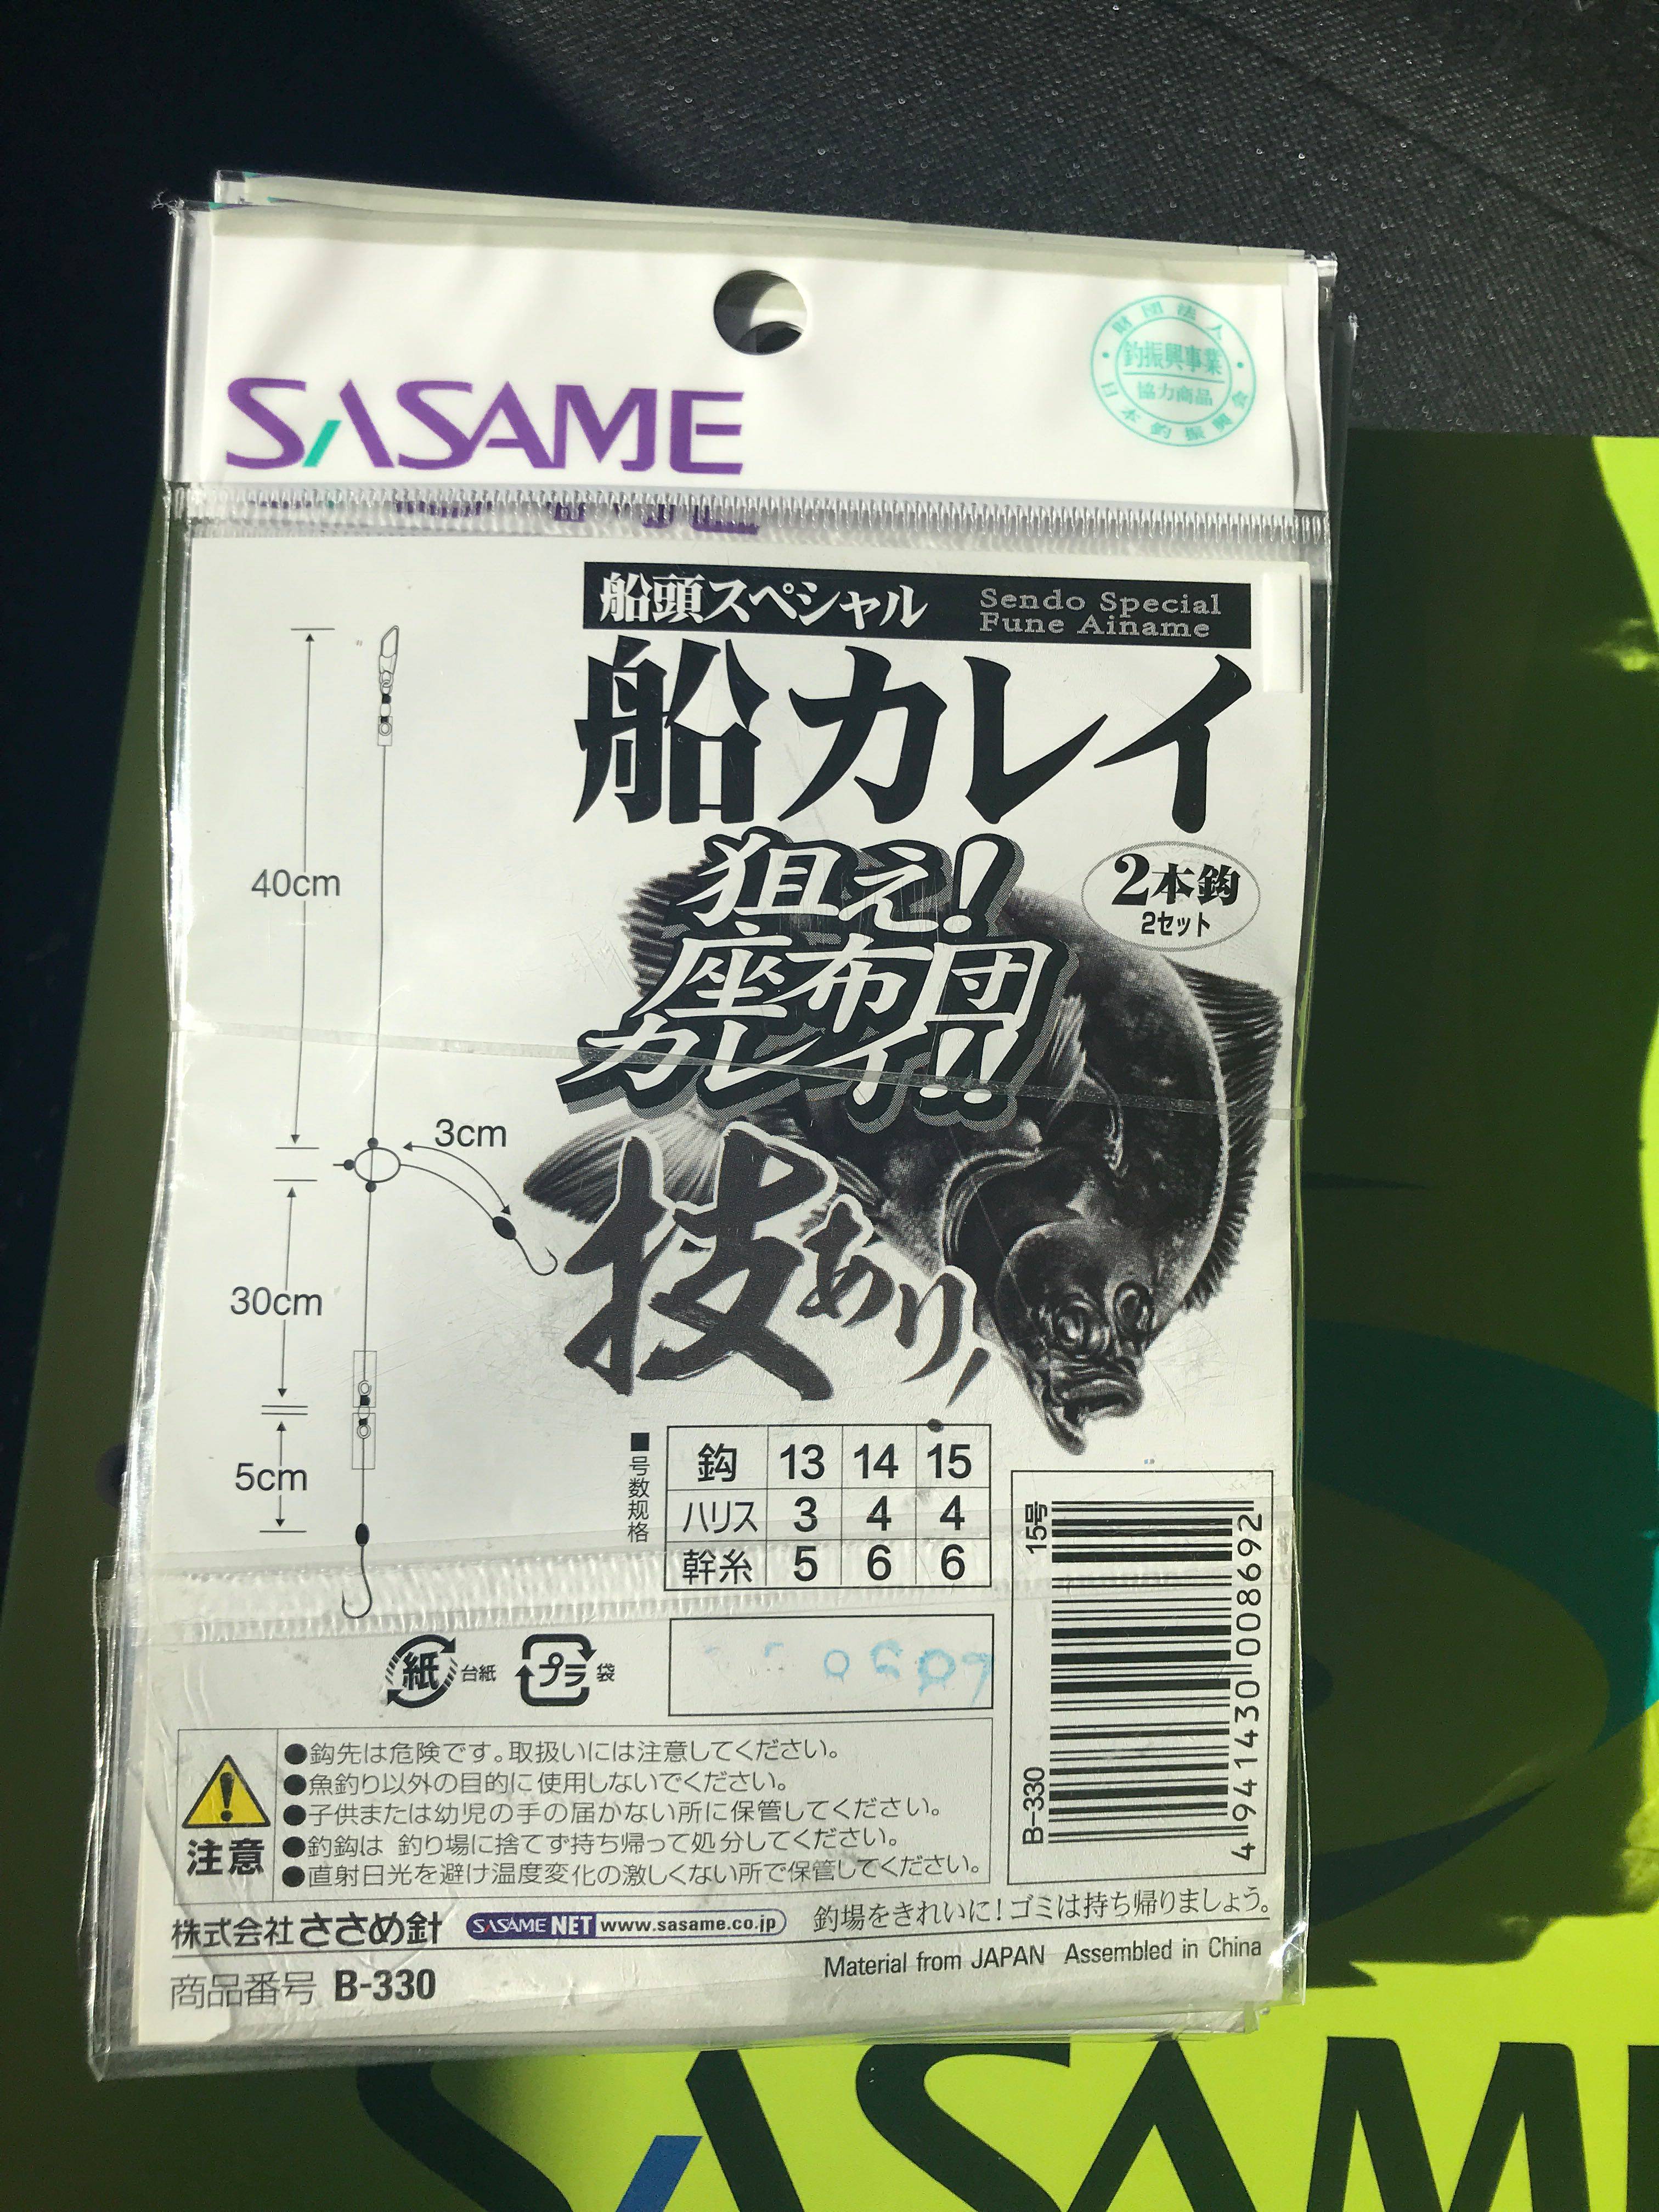 財団法人
釣振興事業
協力商品
日本釣振興会
SASAME
船頭スペシャル
Sendo Special
Fune Ainame
船カレイ
狙え!
座布団
カレイ!!
2本鈎
2セット
技あり!
40cm
3cm
30cm
5cm
■号数規格
鈎 13 14 15
ハリス 3 4 4
幹糸 5 6 6
15号
B-330
4 941430 008692
紙 台紙
プラ 袋
注意
●鈎先は危険です。取扱いには注意してください。
●魚釣り以外の目的に使用しないでください。
●子供または幼児の手の届かない所に保管してください。
●釣鈎は 釣り場に捨てず持ち帰って処分してください。
●直射日光を避け温度変化の激しくない所で保管してください。
株式会社ささめ針
SASAME NET www.sasame.co.jp
釣場をきれいに!ゴミは持ち帰りましょう。
Material from JAPAN Assembled in China
商品番号 B-330